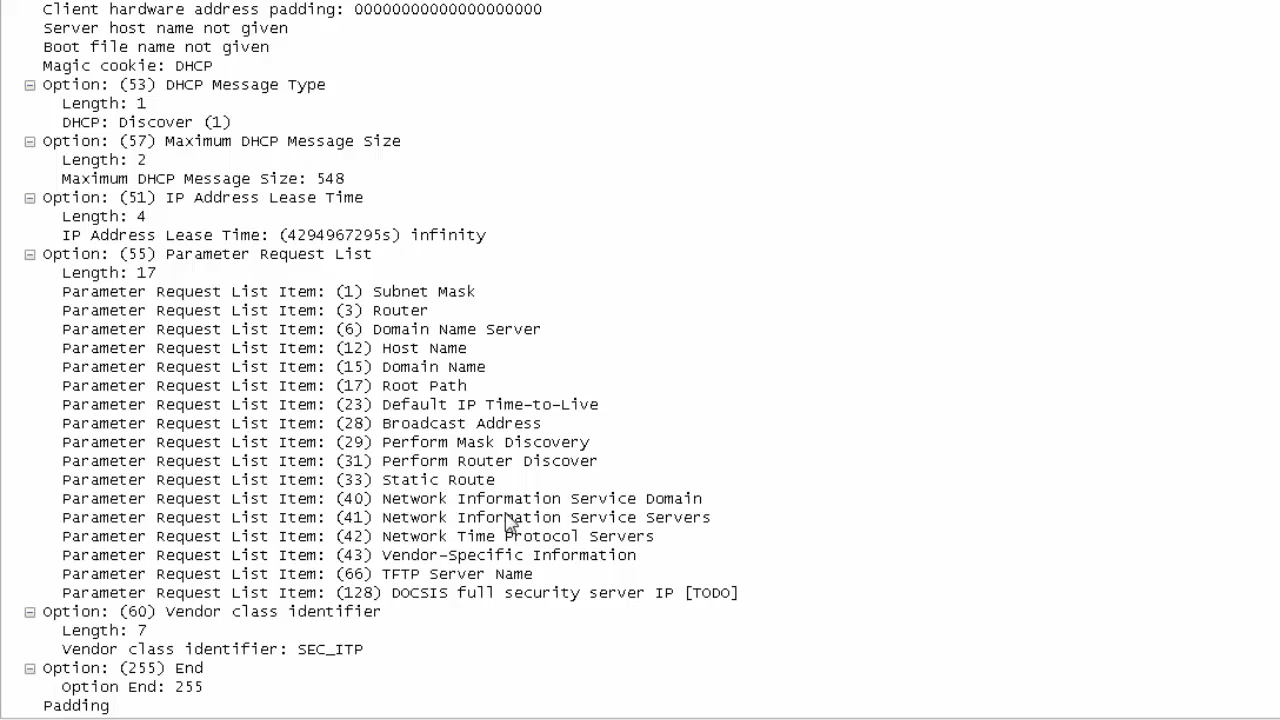 Client hardware address padding: 00000000000000000000
Server host name not given
Boot file name not given
Magic cookie: DHCP
Option: (53) DHCP Message Type
Length: 1
DHCP: Discover (1)
Option: (57) Maximum DHCP Message Size
Length: 2
Maximum DHCP Message Size: 548
Option: (51) IP Address Lease Time
Length: 4
IP Address Lease Time: (4294967295s) infinity
Option: (55) Parameter Request List
Length: 17
Parameter Request List Item: (1) Subnet Mask
Parameter Request List Item: (3) Router
Parameter Request List Item: (6) Domain Name Server
Parameter Request List Item: (12) Host Name
Parameter Request List Item: (15) Domain Name
Parameter Request List Item: (17) Root Path
Parameter Request List Item: (23) Default IP Time-to-Live
Parameter Request List Item: (28) Broadcast Address
Parameter Request List Item: (29) Perform Mask Discovery
Parameter Request List Item: (31) Perform Router Discover
Parameter Request List Item: (33) Static Route
Parameter Request List Item: (40) Network Information Service Domain
Parameter Request List Item: (41) Network Information Service Servers
Parameter Request List Item: (42) Network Time Protocol Servers
Parameter Request List Item: (43) Vendor-Specific Information
Parameter Request List Item: (66) TFTP Server Name
Parameter Request List Item: (128) DOCSIS full security server IP [TODO]
Option: (60) Vendor class identifier
Length: 7
Vendor class identifier: SEC_ITP
Option: (255) End
Option End: 255
Padding